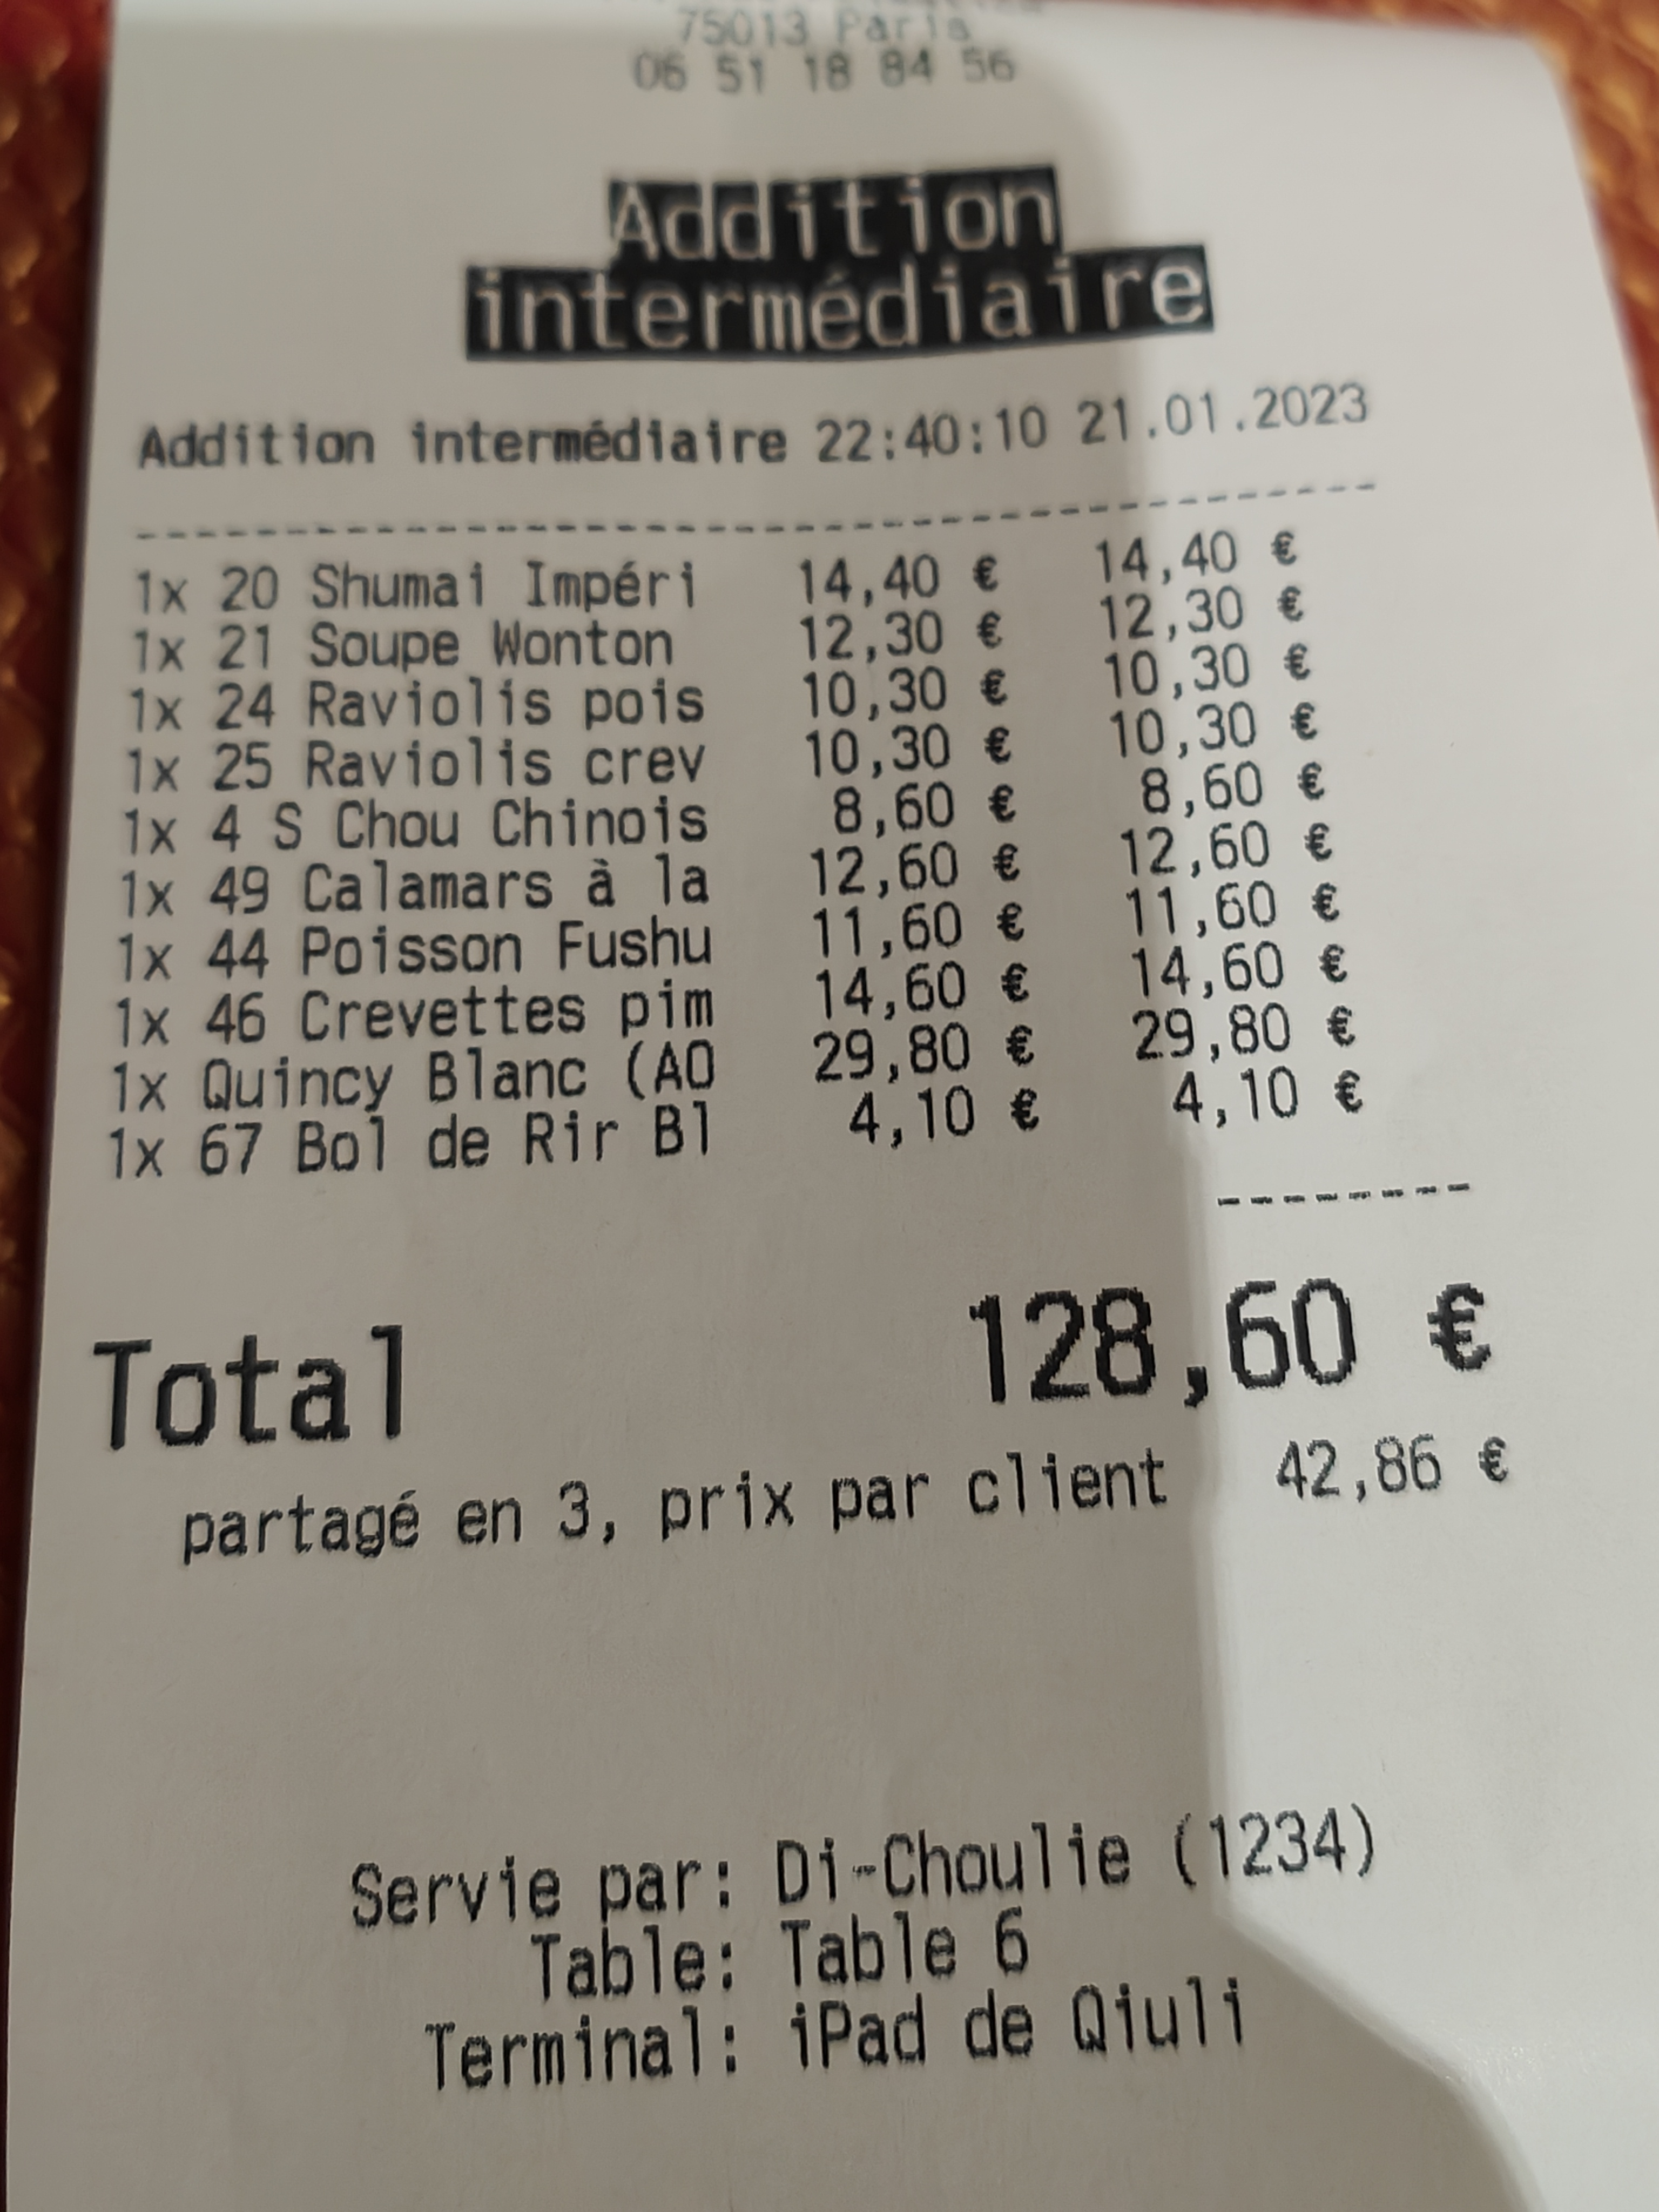 75013 Paris
06 51 18 84 56
Addition
intermédiaire
Addition intermédiaire 22:40:10 21.01.2023
1x 20 Shumai Impéri 14,40 € 14,40 €
1x 21 Soupe Wonton 12,30 € 12,30 €
1x 24 Raviolis pois 10,30 € 10,30 €
1x 25 Raviolis crev 10,30 € 10,30 €
1x 4 S Chou Chinois 8,60 € 8,60 €
1x 49 Calamars à la 12,60 € 12,60 €
1x 44 Poisson Fushu 11,60 € 11,60 €
1x 46 Crevettes pim 14,60 € 14,60 €
1x Quincy Blanc (AO 29,80 € 29,80 €
1x 67 Bol de Rir Bl 4,10 € 4,10 €
Total 128,60 €
partagé en 3, prix par client 42,86 €
Servie par: Di-Choulie (1234)
Table: Table 6
Terminal: iPad de Qiuli